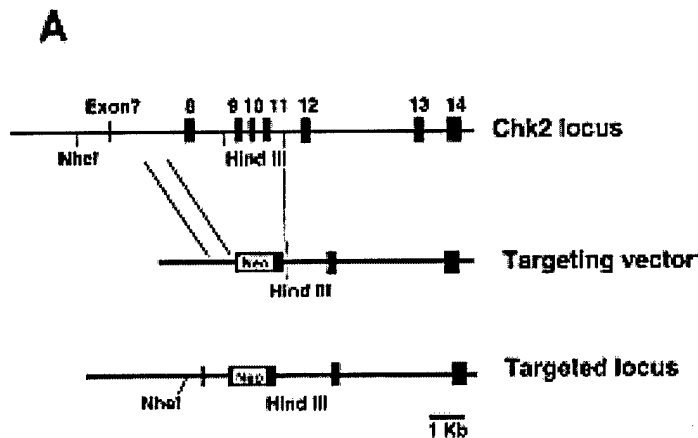 A
Exon7 8 9 10 11 12 13 14
Chk2 locus
NheI Hind III
Neo
Targeting vector
Hind III
Neo
Targeted locus
NheI Hind III
1 Kb